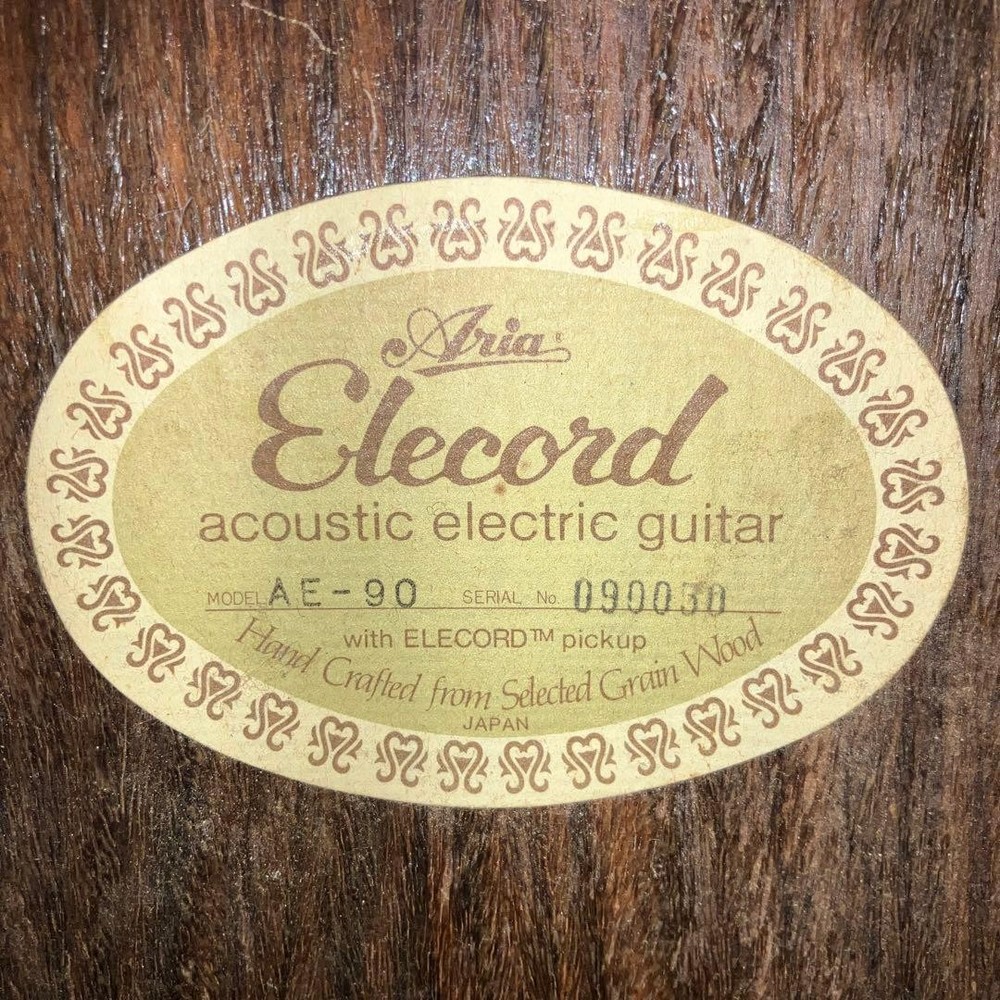 Aria
Elecord
acoustic electric guitar
MODEL AE-90 SERIAL No. 090030
with ELECORD™ pickup
Hand Crafted from Selected Grain Wood
JAPAN